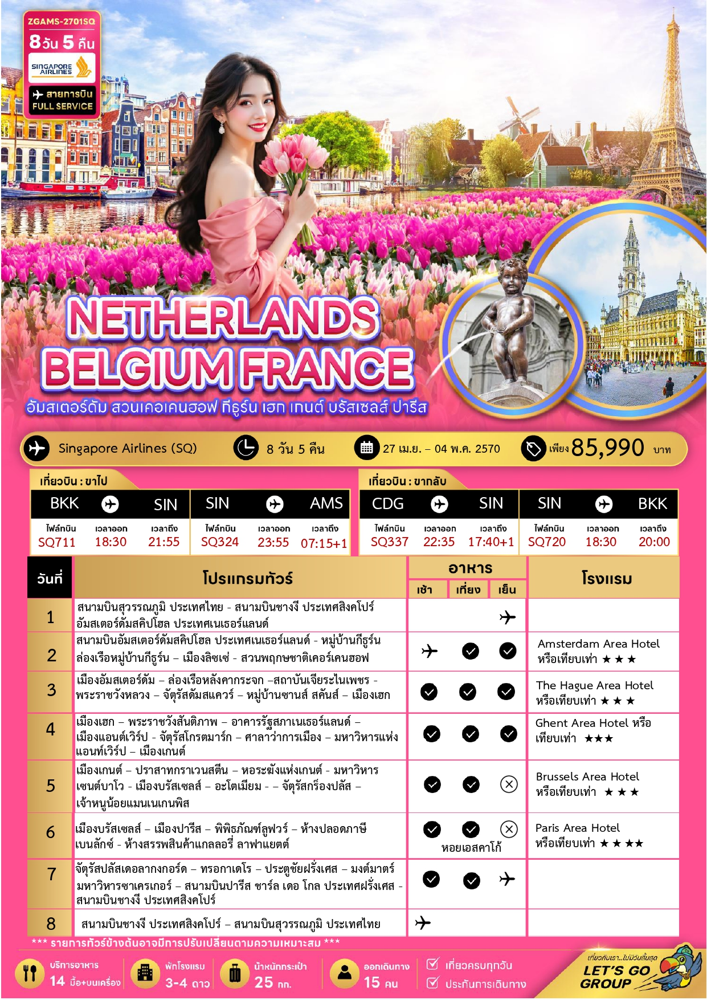 ZGAMS-2701SQ
8วัน 5 คืน
SINGAPORE
AIRLINES
สายการบิน
FULL SERVICE
NETHERLANDS
BELGIUM FRANCE
อัมสเตอร์ดัม สวนเคอเคนฮอฟ กีธูร์น เฮก เกนต์ บรัสเซลส์ ปารีส
Singapore Airlines (SQ) 8 วัน 5 คืน 27 เม.ย. – 04 พ.ค. 2570 เพียง 85,990 บาท
เที่ยวบิน : ขาไป เที่ยวบิน : ขากลับ
BKK SIN SIN AMS CDG SIN SIN BKK
ไฟล์ทบิน เวลาออก เวลาถึง ไฟล์ทบิน เวลาออก เวลาถึง ไฟล์ทบิน เวลาออก เวลาถึง ไฟล์ทบิน เวลาออก เวลาถึง
SQ711 18:30 21:55 SQ324 23:55 07:15+1 SQ337 22:35 17:40+1 SQ720 18:30 20:00
วันที่ โปรแกรมทัวร์ อาหาร โรงแรม
เช้า เที่ยง เย็น
1
สนามบินสุวรรณภูมิ ประเทศไทย - สนามบินชางงี ประเทศสิงคโปร์
อัมสเตอร์ดัมสคิปโฮล ประเทศเนเธอร์แลนด์
2
สนามบินอัมสเตอร์ดัมสคิปโฮล ประเทศเนเธอร์แลนด์ - หมู่บ้านกีธูร์น
ล่องเรือหมู่บ้านกีธูร์น – เมืองลิซเซ่ - สวนพฤกษชาติเคอร์เคนฮอฟ
Amsterdam Area Hotel
หรือเทียบเท่า ★ ★ ★
3
เมืองอัมสเตอร์ดัม – ล่องเรือหลังคากระจก –สถาบันเจียระไนเพชร -
พระราชวังหลวง – จัตุรัสดัมสแควร์ – หมู่บ้านซานส์ สคันส์ – เมืองเฮก
The Hague Area Hotel
หรือเทียบเท่า ★ ★ ★
4
เมืองเฮก – พระราชวังสันติภาพ – อาคารรัฐสภาเนเธอร์แลนด์ –
เมืองแอนต์เวิร์ป - จัตุรัสโกรตมาร์ก – ศาลาว่าการเมือง – มหาวิหารแห่ง
แอนท์เวิร์ป – เมืองเกนต์
Ghent Area Hotel หรือ
เทียบเท่า ★★★
5
เมืองเกนต์ – ปราสาทกราเวนสตีน – หอระฆังแห่งเกนต์ - มหาวิหาร
เซนต์บาโว - เมืองบรัสเซลส์ – อะโตเมียม - – จัตุรัสกร็องปลัส –
เจ้าหนูน้อยแมนเนเกนพิส
Brussels Area Hotel
หรือเทียบเท่า ★ ★ ★
6
เมืองบรัสเซลส์ – เมืองปารีส – พิพิธภัณฑ์ลูฟวร์ – ห้างปลอดภาษี
เบนลักซ์ - ห้างสรรพสินค้าแกลลอรี่ ลาฟาแยตต์
หอยเอสคาโก้
Paris Area Hotel
หรือเทียบเท่า ★ ★ ★★
7
จัตุรัสปลัสเดอลากงกอร์ด – ทรอกาเดโร – ประตูชัยฝรั่งเศส – มงต์มาตร์
มหาวิหารซาเครเกอร์ – สนามบินปารีส ชาร์ล เดอ โกล ประเทศฝรั่งเศส -
สนามบินชางงี ประเทศสิงคโปร์
8
สนามบินชางงี ประเทศสิงคโปร์ – สนามบินสุวรรณภูมิ ประเทศไทย
*** รายการทัวร์ข้างต้นอาจมีการปรับเปลี่ยนตามความเหมาะสม ***
บริการอาหาร
14 มื้อ+บนเครื่อง
พักโรงแรม
3-4 ดาว
น้ำหนักกระเป๋า
25 กก.
ออกเดินทาง
15 คน
เที่ยวครบทุกวัน
ประกันการเดินทาง
เที่ยวกับเรา...ไม่มีวันสิ้นสุด
LET'S GO
GROUP